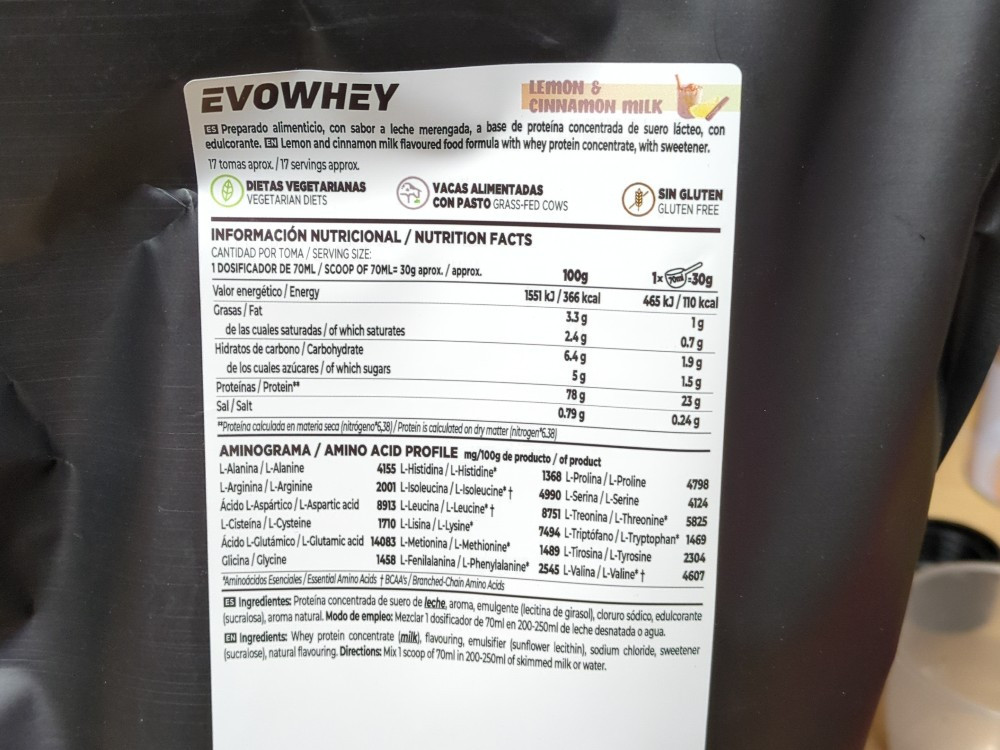 EVOWHEY
LEMON &
CINNAMON MILK
ES Preparado alimenticio, con sabor a leche merengada, a base de proteína concentrada de suero lácteo, con
edulcorante. EN Lemon and cinnamon milk flavoured food formula with whey protein concentrate, with sweetener.
17 tomas aprox. / 17 servings approx.
DIETAS VEGETARIANAS
VEGETARIAN DIETS
VACAS ALIMENTADAS
CON PASTO GRASS-FED COWS
SIN GLUTEN
GLUTEN FREE
INFORMACIÓN NUTRICIONAL / NUTRITION FACTS
CANTIDAD POR TOMA / SERVING SIZE:
1 DOSIFICADOR DE 70ML / SCOOP OF 70ML= 30g aprox. / approx. 100g 1x 70ml =30g
Valor energético / Energy 1551 kJ / 366 kcal 465 kJ / 110 kcal
Grasas / Fat 3.3 g 1 g
de las cuales saturadas / of which saturates 2.4 g 0.7 g
Hidratos de carbono / Carbohydrate 6.4 g 1.9 g
de los cuales azúcares / of which sugars 5 g 1.5 g
Proteínas / Protein** 78 g 23 g
Sal / Salt 0.79 g 0.24 g
**Proteína calculada en materia seca (nitrógeno*6,38) / Protein is calculated on dry matter (nitrogen*6.38)
AMINOGRAMA / AMINO ACID PROFILE mg/100g de producto / of product
L-Alanina / L-Alanine 4155 L-Histidina / L-Histidine* 1368 L-Prolina / L-Proline 4798
L-Arginina / L-Arginine 2001 L-Isoleucina / L-Isoleucine* † 4990 L-Serina / L-Serine 4124
Ácido L-Aspártico / L-Aspartic acid 8913 L-Leucina / L-Leucine* † 8751 L-Treonina / L-Threonine* 5825
L-Cisteína / L-Cysteine 1710 L-Lisina / L-Lysine* 7494 L-Triptófano / L-Tryptophan* 1469
Ácido L-Glutámico / L-Glutamic acid 14083 L-Metionina / L-Methionine* 1489 L-Tirosina / L-Tyrosine 2304
Glicina / Glycine 1458 L-Fenilalanina / L-Phenylalanine* 2545 L-Valina / L-Valine* † 4607
*Aminoácidos Esenciales / Essential Amino Acids † BCAA's / Branched-Chain Amino Acids
ES Ingredientes: Proteína concentrada de suero de leche, aroma, emulgente (lecitina de girasol), cloruro sódico, edulcorante
(sucralosa), aroma natural. Modo de empleo: Mezclar 1 dosificador de 70ml en 200-250ml de leche desnatada o agua.
EN Ingredients: Whey protein concentrate (milk), flavouring, emulsifier (sunflower lecithin), sodium chloride, sweetener
(sucralose), natural flavouring. Directions: Mix 1 scoop of 70ml in 200-250ml of skimmed milk or water.